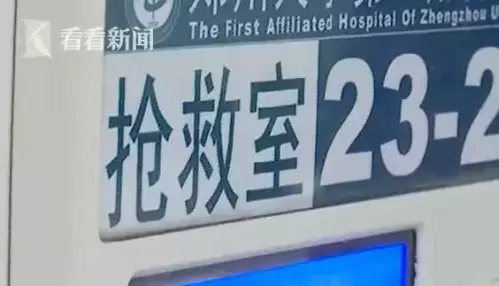 看看新闻
The First Affiliated Hospital Of Zhengzhou
抢救室 23-2